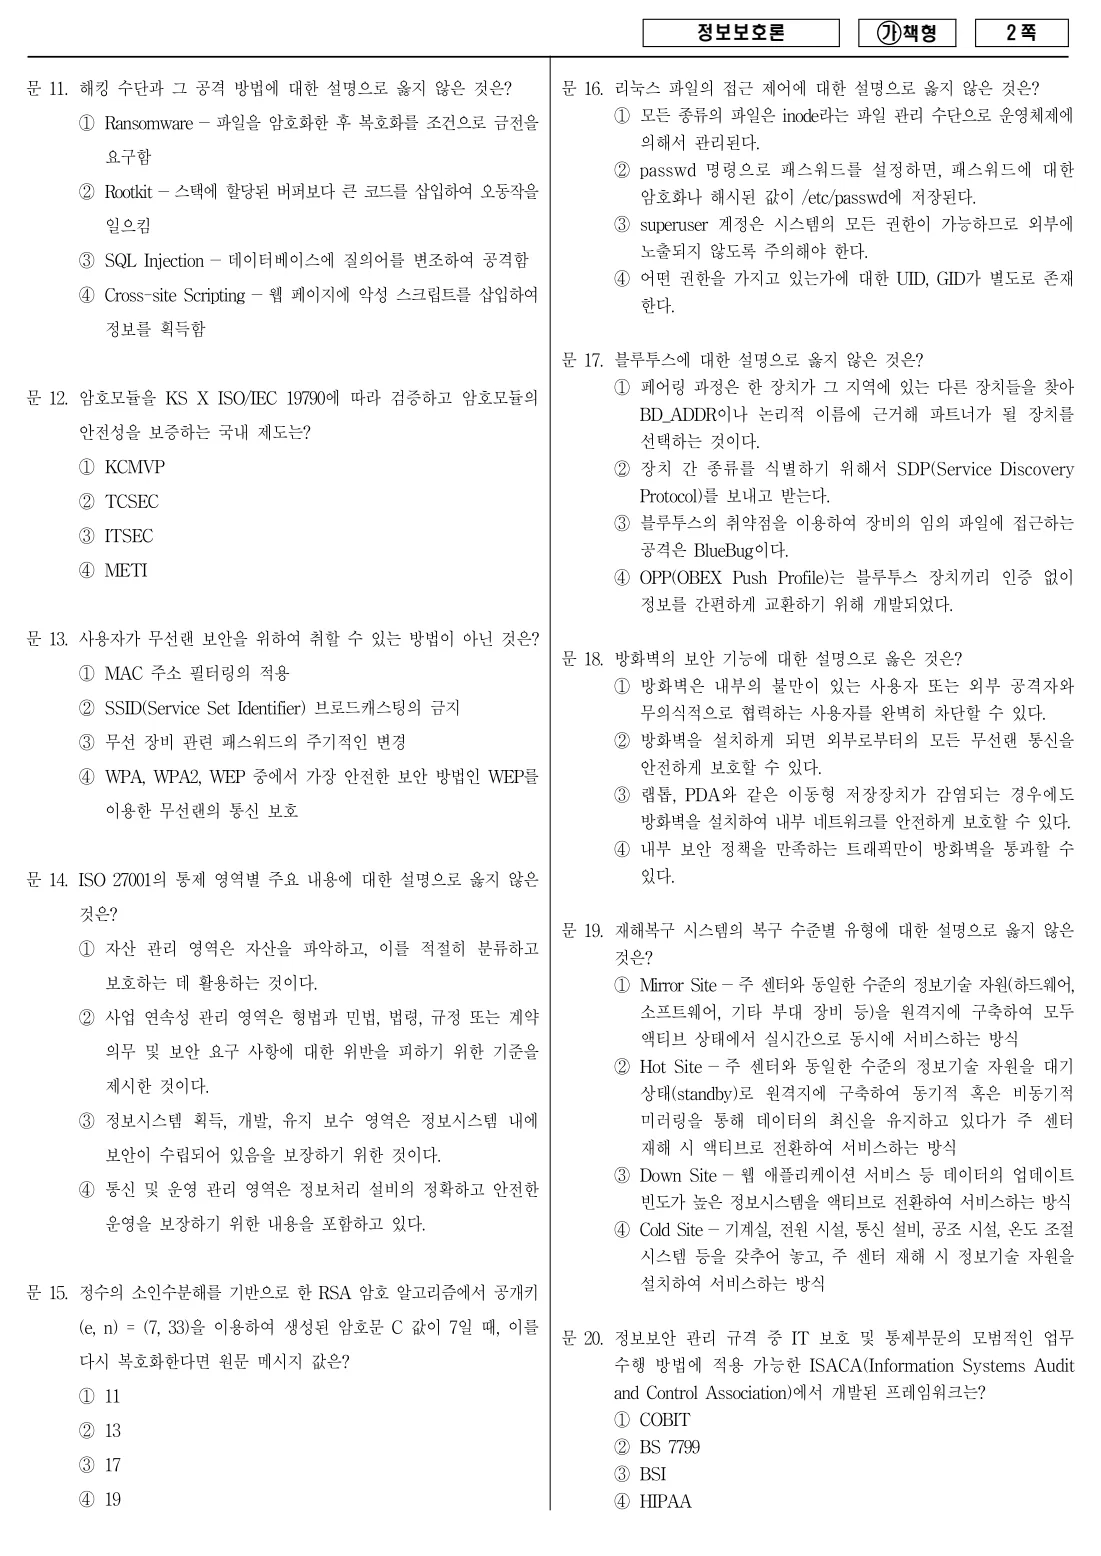 정보보호론
㉮책형
2쪽
문 11. 해킹 수단과 그 공격 방법에 대한 설명으로 옳지 않은 것은?
① Ransomware － 파일을 암호화한 후 복호화를 조건으로 금전을
요구함
② Rootkit － 스택에 할당된 버퍼보다 큰 코드를 삽입하여 오동작을
일으킴
③ SQL Injection － 데이터베이스에 질의어를 변조하여 공격함
④ Cross-site Scripting － 웹 페이지에 악성 스크립트를 삽입하여
정보를 획득함
문 12. 암호모듈을 KS X ISO/IEC 19790에 따라 검증하고 암호모듈의
안전성을 보증하는 국내 제도는?
① KCMVP
② TCSEC
③ ITSEC
④ METI
문 13. 사용자가 무선랜 보안을 위하여 취할 수 있는 방법이 아닌 것은?
① MAC 주소 필터링의 적용
② SSID(Service Set Identifier) 브로드캐스팅의 금지
③ 무선 장비 관련 패스워드의 주기적인 변경
④ WPA, WPA2, WEP 중에서 가장 안전한 보안 방법인 WEP를
이용한 무선랜의 통신 보호
문 14. ISO 27001의 통제 영역별 주요 내용에 대한 설명으로 옳지 않은
것은?
① 자산 관리 영역은 자산을 파악하고, 이를 적절히 분류하고
보호하는 데 활용하는 것이다.
② 사업 연속성 관리 영역은 형법과 민법, 법령, 규정 또는 계약
의무 및 보안 요구 사항에 대한 위반을 피하기 위한 기준을
제시한 것이다.
③ 정보시스템 획득, 개발, 유지 보수 영역은 정보시스템 내에
보안이 수립되어 있음을 보장하기 위한 것이다.
④ 통신 및 운영 관리 영역은 정보처리 설비의 정확하고 안전한
운영을 보장하기 위한 내용을 포함하고 있다.
문 15. 정수의 소인수분해를 기반으로 한 RSA 암호 알고리즘에서 공개키
(e, n) = (7, 33)을 이용하여 생성된 암호문 C 값이 7일 때, 이를
다시 복호화한다면 원문 메시지 값은?
① 11
② 13
③ 17
④ 19
문 16. 리눅스 파일의 접근 제어에 대한 설명으로 옳지 않은 것은?
① 모든 종류의 파일은 inode라는 파일 관리 수단으로 운영체제에
의해서 관리된다.
② passwd 명령으로 패스워드를 설정하면, 패스워드에 대한
암호화나 해시된 값이 /etc/passwd에 저장된다.
③ superuser 계정은 시스템의 모든 권한이 가능하므로 외부에
노출되지 않도록 주의해야 한다.
④ 어떤 권한을 가지고 있는가에 대한 UID, GID가 별도로 존재
한다.
문 17. 블루투스에 대한 설명으로 옳지 않은 것은?
① 페어링 과정은 한 장치가 그 지역에 있는 다른 장치들을 찾아
BD_ADDR이나 논리적 이름에 근거해 파트너가 될 장치를
선택하는 것이다.
② 장치 간 종류를 식별하기 위해서 SDP(Service Discovery
Protocol)를 보내고 받는다.
③ 블루투스의 취약점을 이용하여 장비의 임의 파일에 접근하는
공격은 BlueBug이다.
④ OPP(OBEX Push Profile)는 블루투스 장치끼리 인증 없이
정보를 간편하게 교환하기 위해 개발되었다.
문 18. 방화벽의 보안 기능에 대한 설명으로 옳은 것은?
① 방화벽은 내부의 불만이 있는 사용자 또는 외부 공격자와
무의식적으로 협력하는 사용자를 완벽히 차단할 수 있다.
② 방화벽을 설치하게 되면 외부로부터의 모든 무선랜 통신을
안전하게 보호할 수 있다.
③ 랩톱, PDA와 같은 이동형 저장장치가 감염되는 경우에도
방화벽을 설치하여 내부 네트워크를 안전하게 보호할 수 있다.
④ 내부 보안 정책을 만족하는 트래픽만이 방화벽을 통과할 수
있다.
문 19. 재해복구 시스템의 복구 수준별 유형에 대한 설명으로 옳지 않은
것은?
① Mirror Site － 주 센터와 동일한 수준의 정보기술 자원(하드웨어,
소프트웨어, 기타 부대 장비 등)을 원격지에 구축하여 모두
액티브 상태에서 실시간으로 동시에 서비스하는 방식
② Hot Site － 주 센터와 동일한 수준의 정보기술 자원을 대기
상태(standby)로 원격지에 구축하여 동기적 혹은 비동기적
미러링을 통해 데이터의 최신을 유지하고 있다가 주 센터
재해 시 액티브로 전환하여 서비스하는 방식
③ Down Site － 웹 애플리케이션 서비스 등 데이터의 업데이트
빈도가 높은 정보시스템을 액티브로 전환하여 서비스하는 방식
④ Cold Site － 기계실, 전원 시설, 통신 설비, 공조 시설, 온도 조절
시스템 등을 갖추어 놓고, 주 센터 재해 시 정보기술 자원을
설치하여 서비스하는 방식
문 20. 정보보안 관리 규격 중 IT 보호 및 통제부문의 모범적인 업무
수행 방법에 적용 가능한 ISACA(Information Systems Audit
and Control Association)에서 개발된 프레임워크는?
① COBIT
② BS 7799
③ BSI
④ HIPAA